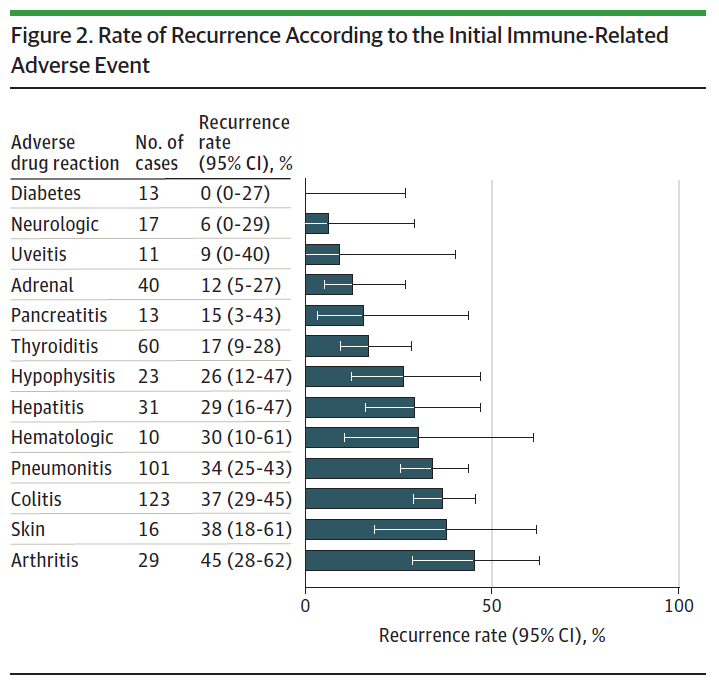 Figure 2. Rate of Recurrence According to the Initial Immune-Related
Adverse Event
Adverse
drug reaction
No. of
cases
Recurrence
rate
(95% CI), %
Diabetes 13 0 (0-27)
Neurologic 17 6 (0-29)
Uveitis 11 9 (0-40)
Adrenal 40 12 (5-27)
Pancreatitis 13 15 (3-43)
Thyroiditis 60 17 (9-28)
Hypophysitis 23 26 (12-47)
Hepatitis 31 29 (16-47)
Hematologic 10 30 (10-61)
Pneumonitis 101 34 (25-43)
Colitis 123 37 (29-45)
Skin 16 38 (18-61)
Arthritis 29 45 (28-62)
0 50 100
Recurrence rate (95% CI), %